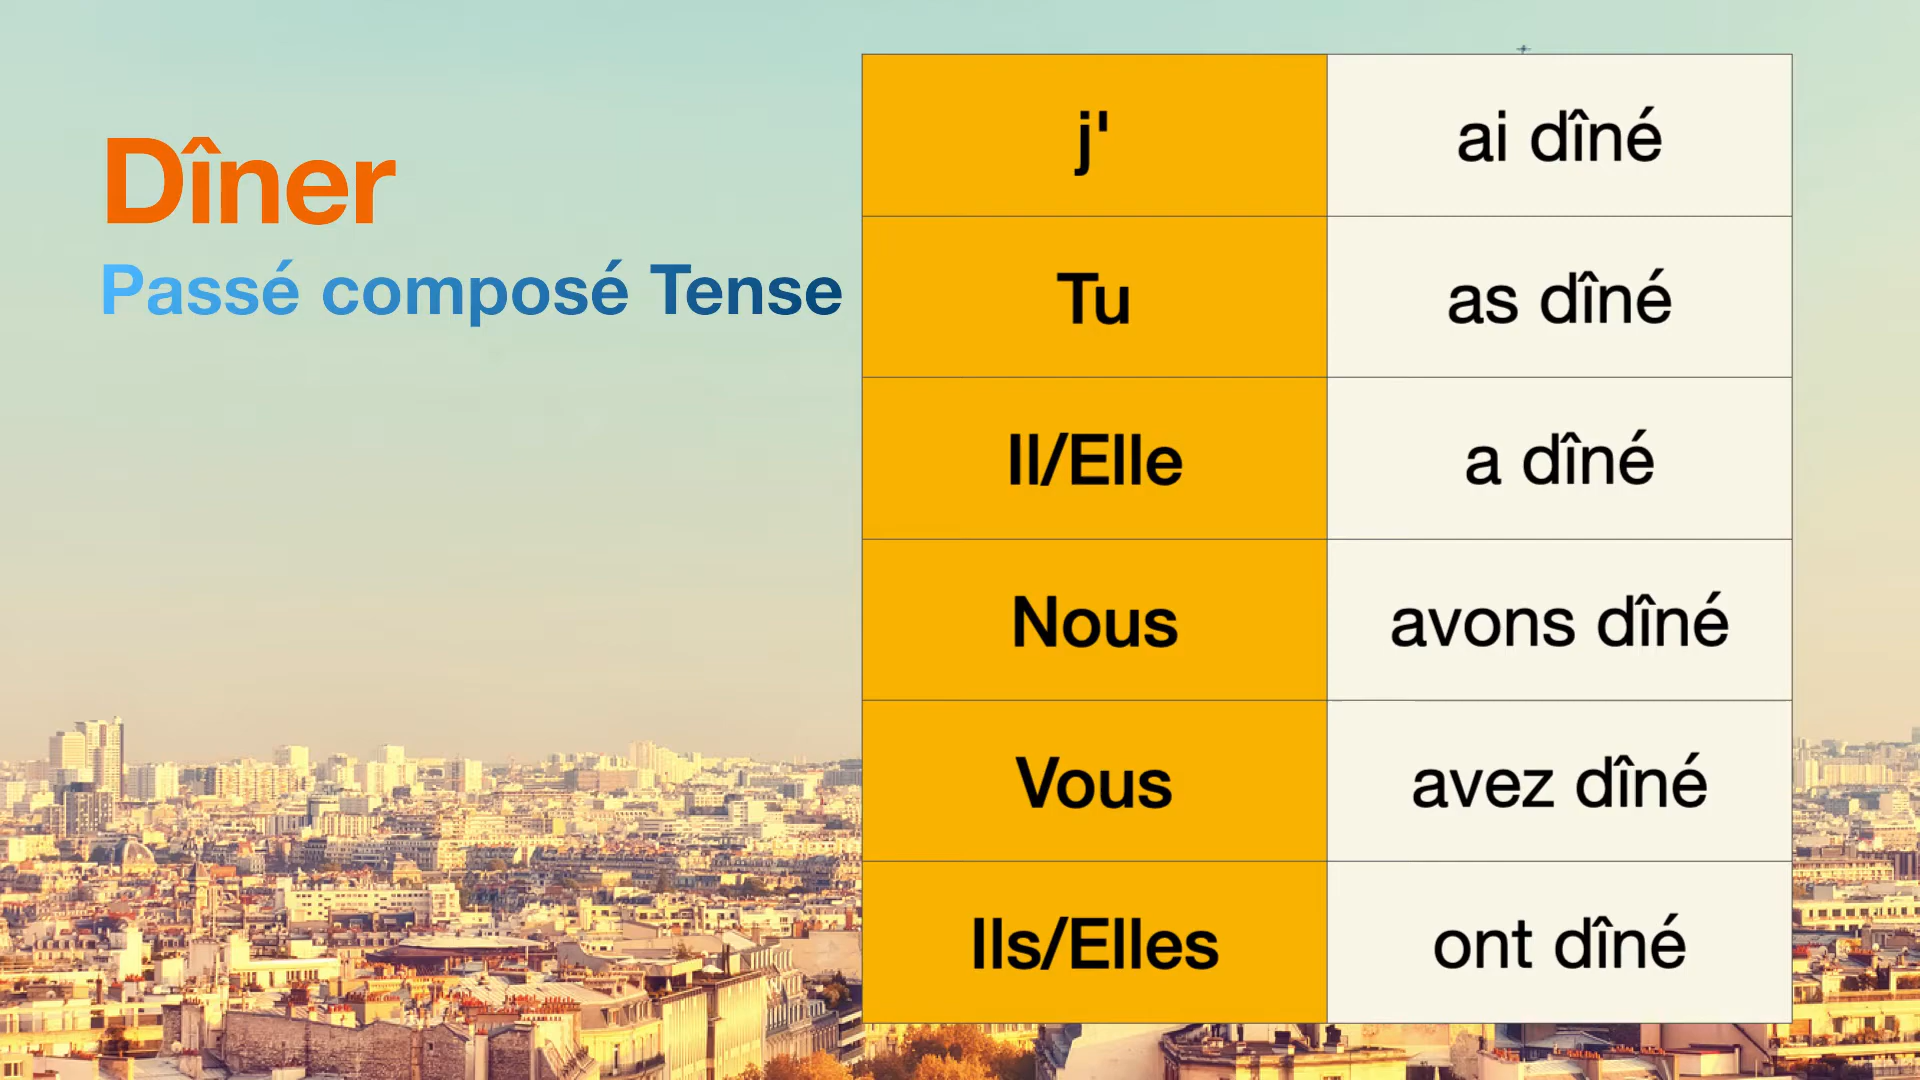 Dîner
Passé composé Tense
j' ai dîné
Tu as dîné
Il/Elle a dîné
Nous avons dîné
Vous avez dîné
Ils/Elles ont dîné